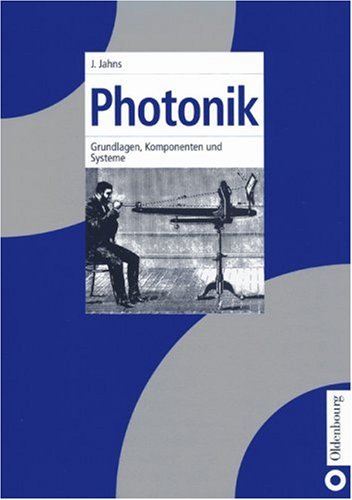 J. Jahns
Photonik
Grundlagen, Komponenten und
Systeme
Oldenbourg